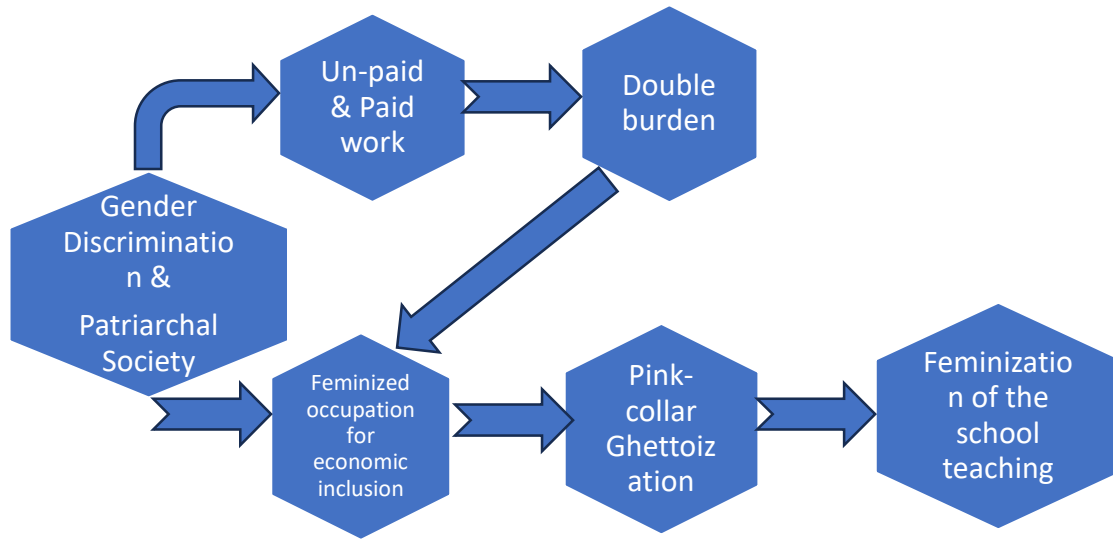 Un-paid
& Paid
work
Double
burden
Gender
Discriminatio
n &
Patriarchal
Society
Feminized
occupation
for
economic
inclusion
Pink-
collar
Ghettoiz
ation
Feminizatio
n of the
school
teaching